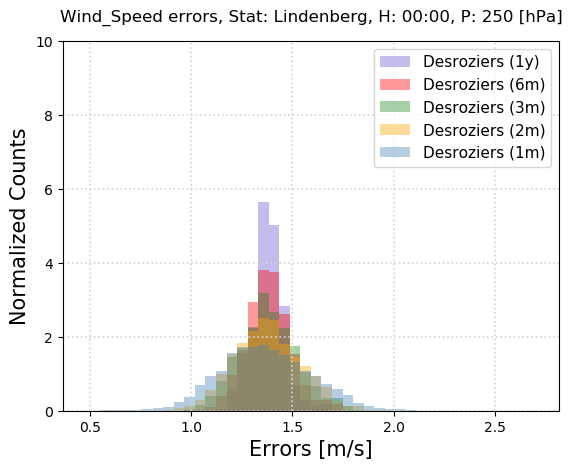 Wind_Speed errors, Stat: Lindenberg, H: 00:00, P: 250 [hPa]
Desroziers (1y)
Desroziers (6m)
Desroziers (3m)
Desroziers (2m)
Desroziers (1m)
Normalized Counts
10
8
6
4
2
0
0.5 1.0 1.5 2.0 2.5
Errors [m/s]